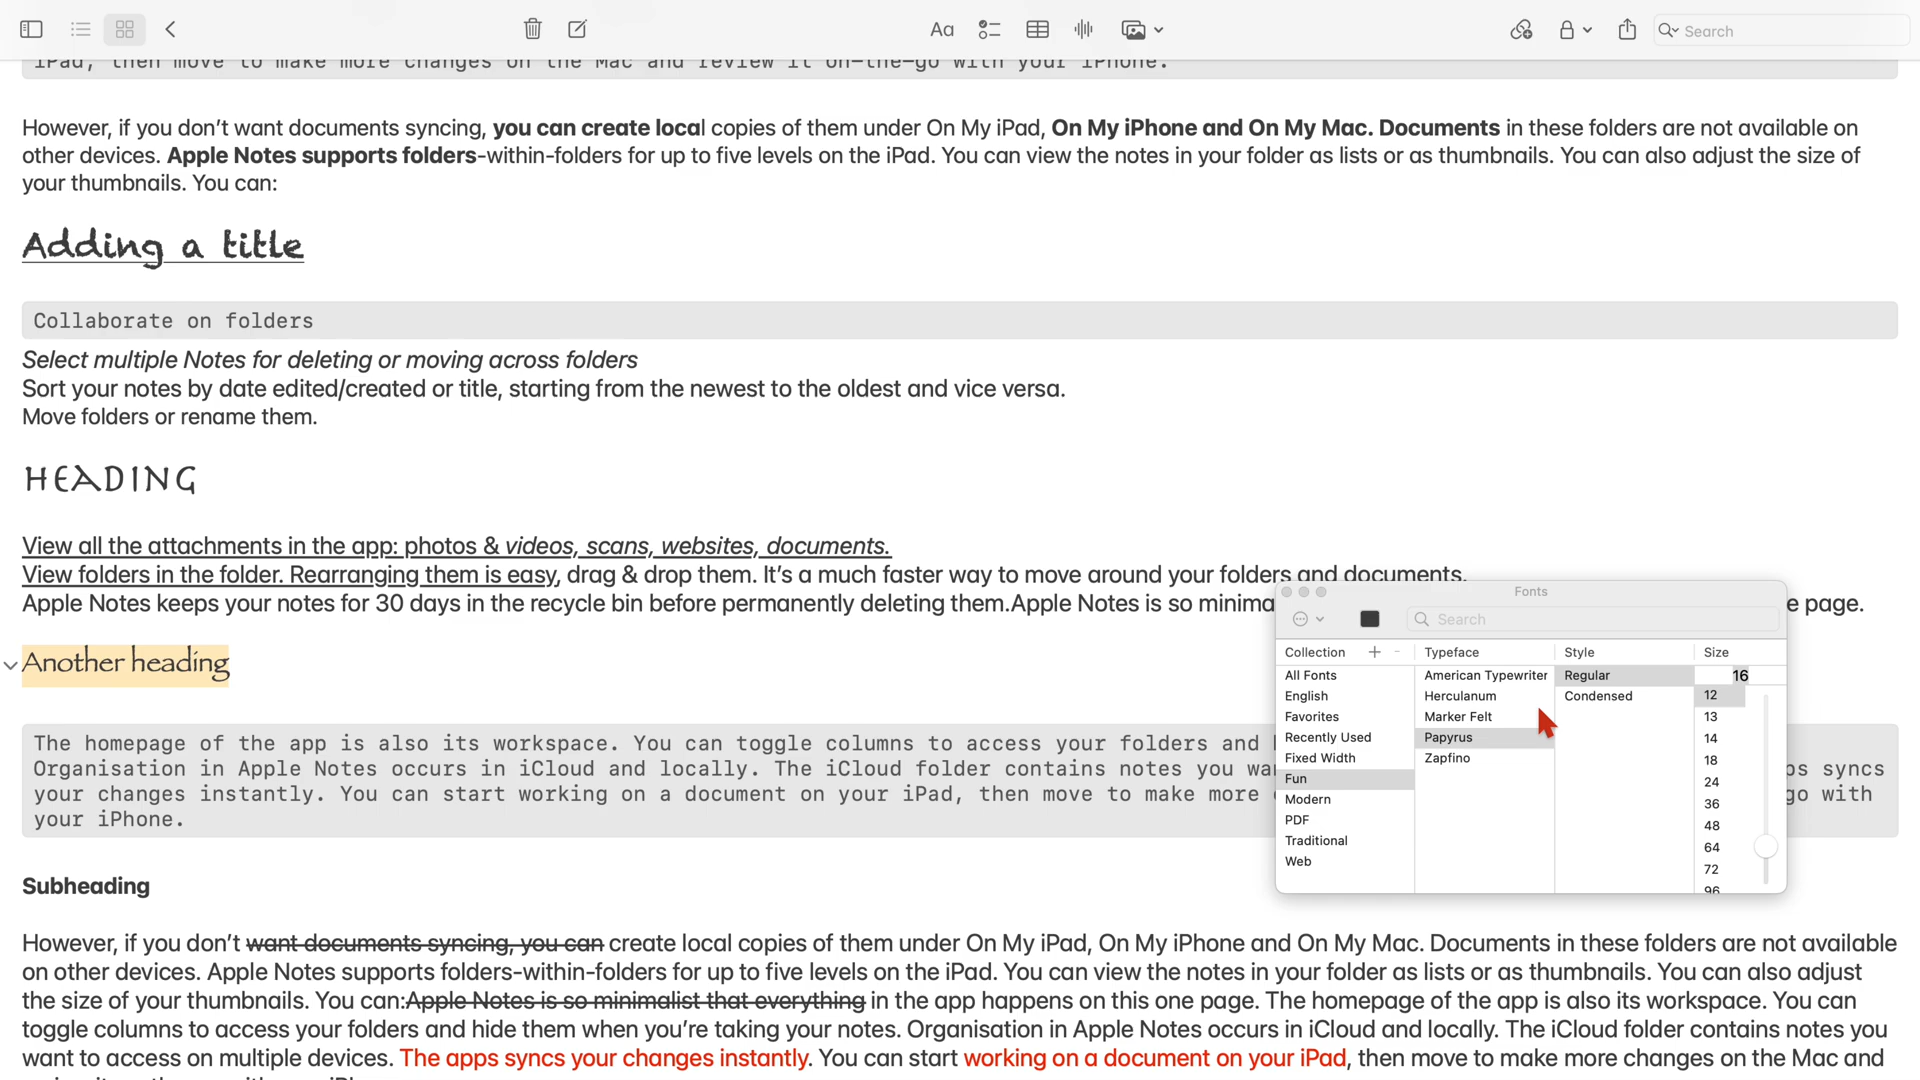 Aa
Search
iPad, then move to make more changes on the Mac and review it on-the-go with your iPhone.
However, if you don't want documents syncing, you can create local copies of them under On My iPad, On My iPhone and On My Mac. Documents in these folders are not available on
other devices. Apple Notes supports folders-within-folders for up to five levels on the iPad. You can view the notes in your folder as lists or as thumbnails. You can also adjust the size of
your thumbnails. You can:
Adding a title
Collaborate on folders
Select multiple Notes for deleting or moving across folders
Sort your notes by date edited/created or title, starting from the newest to the oldest and vice versa.
Move folders or rename them.
HEADING
View all the attachments in the app: photos & videos, scans, websites, documents.
View folders in the folder. Rearranging them is easy, drag & drop them. It's a much faster way to move around your folders and documents.
Apple Notes keeps your notes for 30 days in the recycle bin before permanently deleting them.Apple Notes is so minima
e page.
Another heading
The homepage of the app is also its workspace. You can toggle columns to access your folders and
Organisation in Apple Notes occurs in iCloud and locally. The iCloud folder contains notes you wa
ps syncs
your changes instantly. You can start working on a document on your iPad, then move to make more
go with
your iPhone.
Fonts
Search
Collection
Typeface
Style
Size
All Fonts
English
Favorites
Recently Used
Fixed Width
Fun
Modern
PDF
Traditional
Web
American Typewriter
Herculanum
Marker Felt
Papyrus
Zapfino
Regular
Condensed
16
12
13
14
18
24
36
48
64
72
96
Subheading
However, if you don't want documents syncing, you can create local copies of them under On My iPad, On My iPhone and On My Mac. Documents in these folders are not available
on other devices. Apple Notes supports folders-within-folders for up to five levels on the iPad. You can view the notes in your folder as lists or as thumbnails. You can also adjust
the size of your thumbnails. You can:Apple Notes is so minimalist that everything in the app happens on this one page. The homepage of the app is also its workspace. You can
toggle columns to access your folders and hide them when you're taking your notes. Organisation in Apple Notes occurs in iCloud and locally. The iCloud folder contains notes you
want to access on multiple devices. The apps syncs your changes instantly. You can start working on a document on your iPad, then move to make more changes on the Mac and